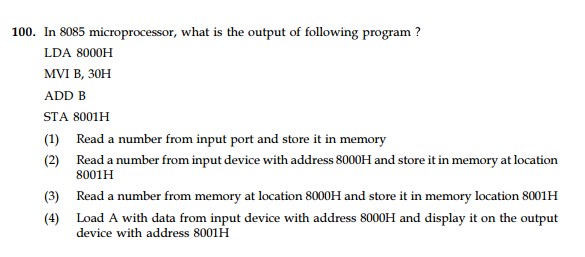 100. In 8085 microprocessor, what is the output of following program ?
LDA 8000H
MVI B, 30H
ADD B
STA 8001H
(1) Read a number from input port and store it in memory
(2) Read a number from input device with address 8000H and store it in memory at location
8001H
(3) Read a number from memory at location 8000H and store it in memory location 8001H
(4) Load A with data from input device with address 8000H and display it on the output
device with address 8001H